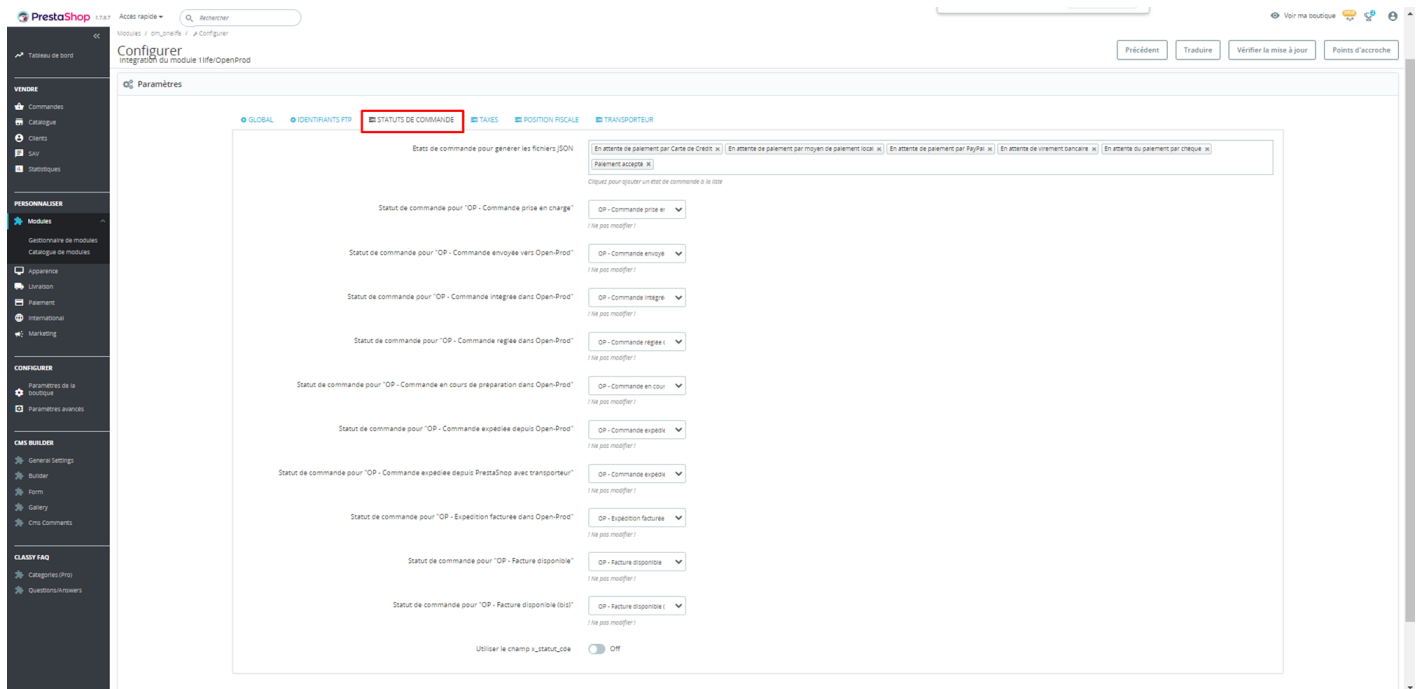 PrestaShop 1.7.8.7 Accès rapide Rechercher Voir ma boutique
Modules / dm_onelife / Configurer
Configurer
Intégration du module 1life/OpenProd
Précédent Traduire Vérifier la mise à jour Points d'accroche
Tableau de bord
VENDRE
Commandes
Catalogue
Clients
SAV
Statistiques
PERSONNALISER
Modules
Gestionnaire de modules
Catalogue de modules
Apparence
Livraison
Paiement
International
Marketing
CONFIGURER
Paramètres de la
boutique
Paramètres avancés
CMS BUILDER
General Settings
Builder
Form
Gallery
Cms Comments
CLASSY FAQ
Categories (Pro)
Questions/Answers
Paramètres
GLOBAL IDENTIFIANTS FTP STATUTS DE COMMANDE TAXES POSITION FISCALE TRANSPORTEUR
Etats de commande pour générer les fichiers JSON
En attente de paiement par Carte de Crédit x En attente de paiement par moyen de paiement local x En attente de paiement par PayPal x En attente de virement bancaire x En attente du paiement par chèque x
Paiement accepté x
Cliquez pour ajouter un état de commande à la liste
Statut de commande pour "OP - Commande prise en charge" OP - Commande prise er
! Ne pas modifier !
Statut de commande pour "OP - Commande envoyée vers Open-Prod" OP - Commande envoyé
! Ne pas modifier !
Statut de commande pour "OP - Commande intégrée dans Open-Prod" OP - Commande intégré
! Ne pas modifier !
Statut de commande pour "OP - Commande réglée dans Open-Prod" OP - Commande réglée (
! Ne pas modifier !
Statut de commande pour "OP - Commande en cours de préparation dans Open-Prod" OP - Commande en cour
! Ne pas modifier !
Statut de commande pour "OP - Commande expédiée depuis Open-Prod" OP - Commande expédié
! Ne pas modifier !
Statut de commande pour "OP - Commande expédiée depuis PrestaShop avec transporteur" OP - Commande expédié
! Ne pas modifier !
Statut de commande pour "OP - Expédition facturée dans Open-Prod" OP - Expédition facturée
! Ne pas modifier !
Statut de commande pour "OP - Facture disponible" OP - Facture disponible
! Ne pas modifier !
Statut de commande pour "OP - Facture disponible (bis)" OP - Facture disponible (
! Ne pas modifier !
Utiliser le champ x_statut_cde Off